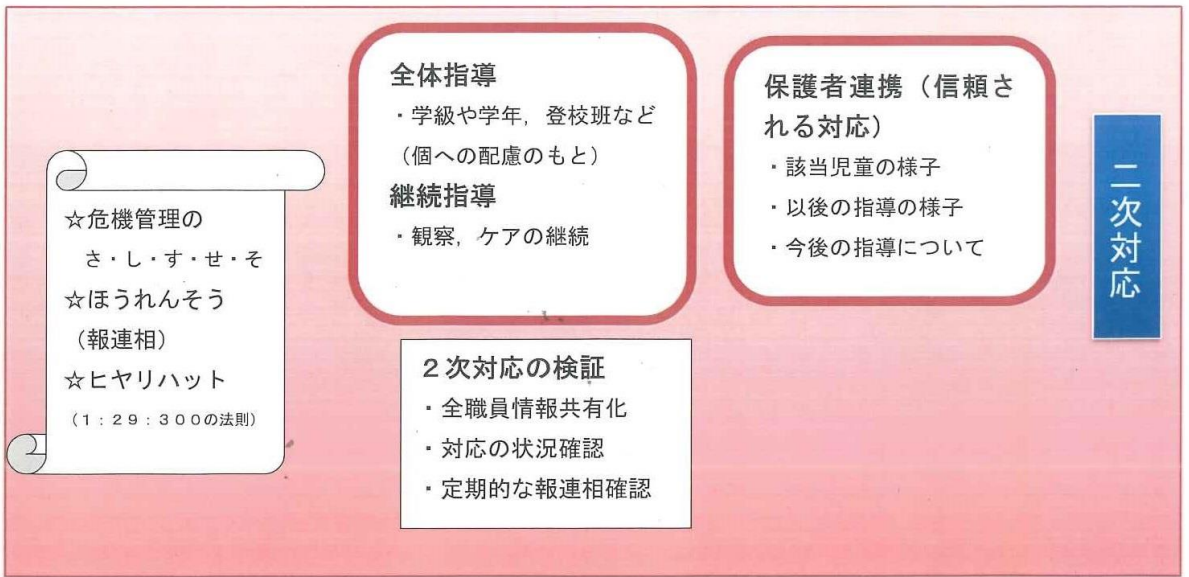 全体指導
・学級や学年，登校班など
（個への配慮のもと）
継続指導
・観察，ケアの継続
保護者連携（信頼さ
れる対応）
・該当児童の様子
・以後の指導の様子
・今後の指導について
二次対応
☆危機管理の
さ・し・す・せ・そ
☆ほうれんそう
（報連相）
☆ヒヤリハット
（1：29：300の法則）
２次対応の検証
・全職員情報共有化
・対応の状況確認
・定期的な報連相確認